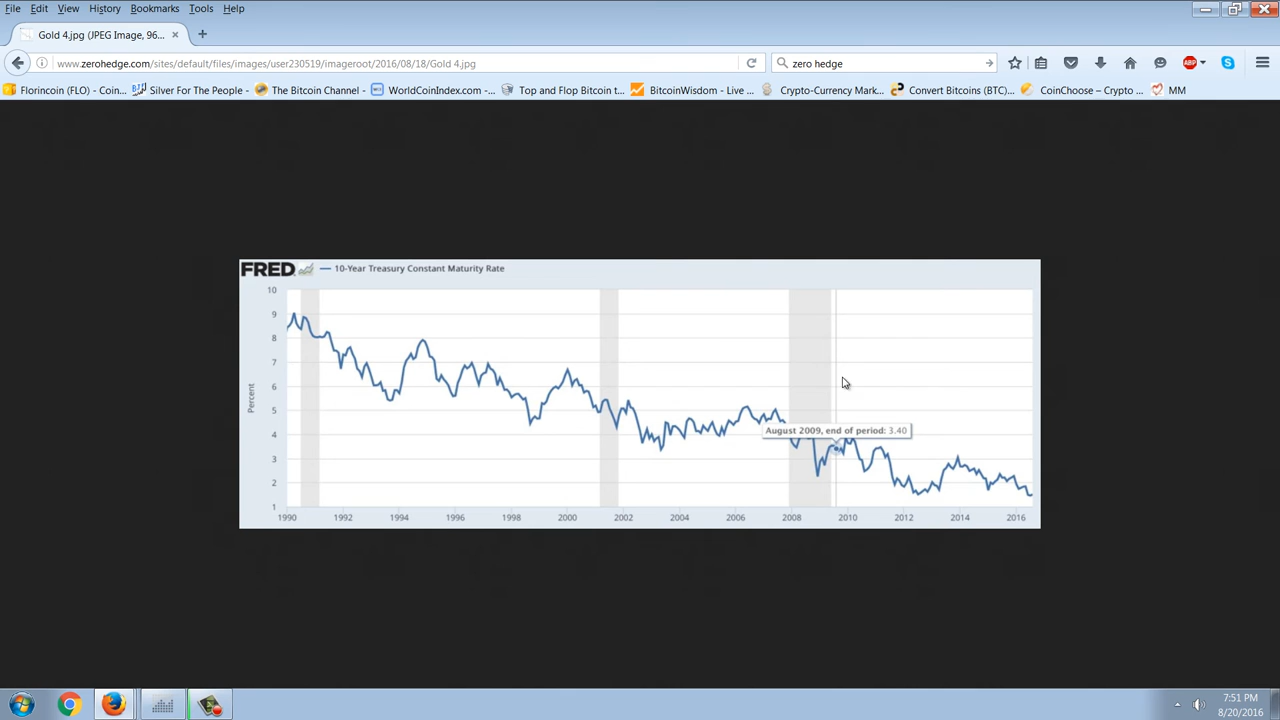 File Edit View History Bookmarks Tools Help
Gold 4.jpg (JPEG Image, 96... × +
www.zerohedge.com/sites/default/files/images/user230519/imageroot/2016/08/18/Gold 4.jpg
zero hedge
ABP
Florincoin (FLO) - Coin... Silver For The People - The Bitcoin Channel - WorldCoinIndex.com -... Top and Flop Bitcoin t... BitcoinWisdom - Live ... Crypto-Currency Mark... Convert Bitcoins (BTC)... CoinChoose – Crypto ... MM
FRED — 10-Year Treasury Constant Maturity Rate
10
9
8
7
6
5
4
3
2
1
Percent
August 2009, end of period: 3.40
1990 1992 1994 1996 1998 2000 2002 2004 2006 2008 2010 2012 2014 2016
7:51 PM
8/20/2016